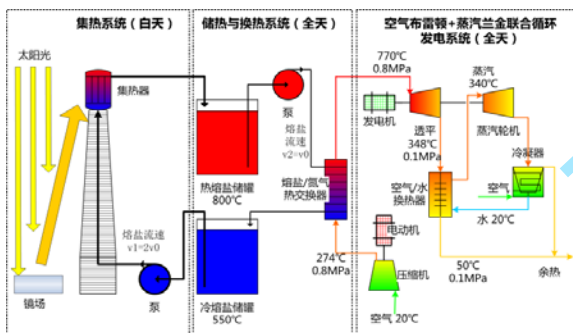 集热系统（白天）
太阳光
集热器
熔盐流速
v1=2v0
泵
镜场
储热与换热系统（全天）
泵
熔盐
流速
v2=v0
热熔盐储罐
800℃
熔盐/氮气
热交换器
冷熔盐储罐
550℃
空气布雷顿+蒸汽兰金联合循环
发电系统（全天）
770℃
0.8MPa
蒸汽
340℃
发电机
透平
348℃
0.1MPa
蒸汽轮机
冷凝器
空气/水
换热器
空气
水 20℃
电动机
274℃
0.8MPa
压缩机
50℃
0.1MPa
余热
空气 20℃